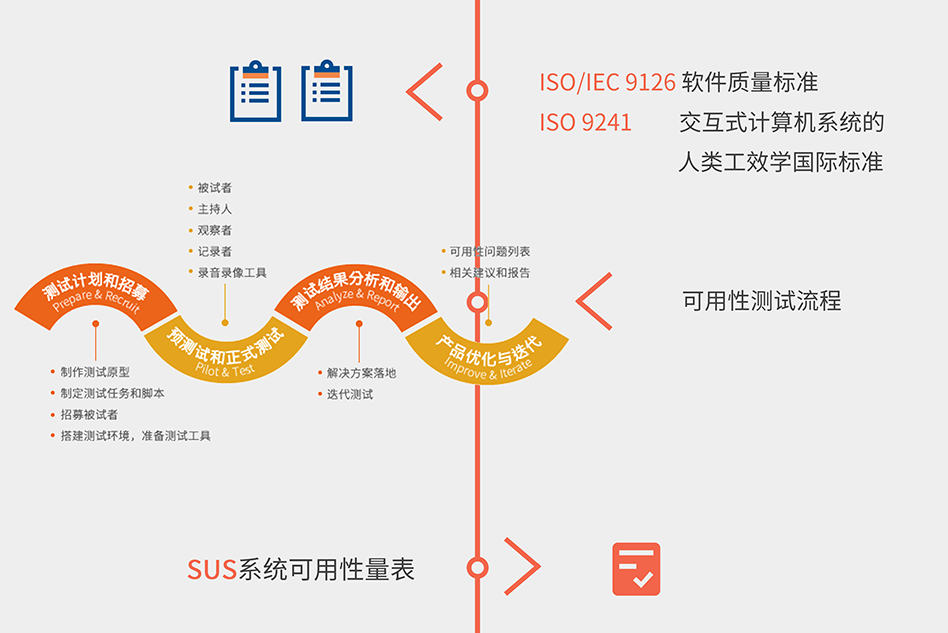 ISO/IEC 9126 软件质量标准
ISO 9241 交互式计算机系统的
人类工效学国际标准
被试者
主持人
观察者
记录者
录音录像工具
可用性问题列表
相关建议和报告
测试计划和招募
Prepare & Recruit
预测试和正式测试
Pilot & Test
测试结果分析和输出
Analyze & Report
产品优化与迭代
Improve & Iterate
可用性测试流程
制作测试原型
制定测试任务和脚本
招募被试者
搭建测试环境，准备测试工具
解决方案落地
迭代测试
SUS系统可用性量表